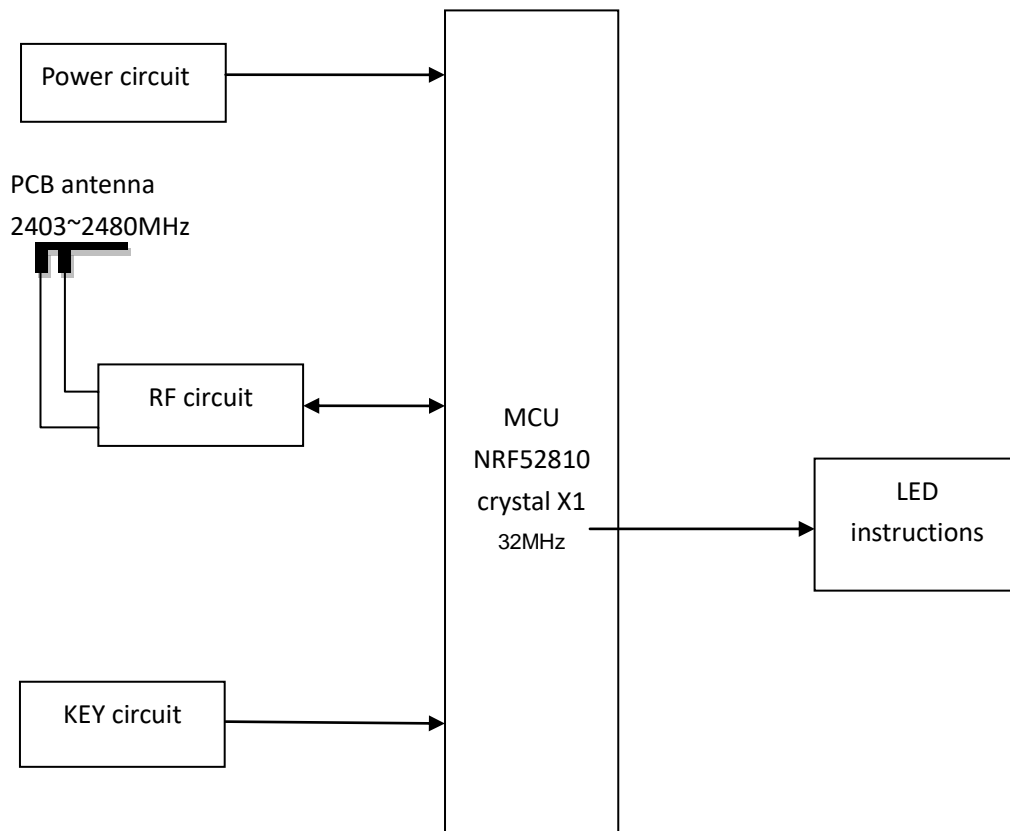 Power circuit
PCB antenna
2403~2480MHz
RF circuit
MCU
NRF52810
crystal X1
32MHz
LED
instructions
KEY circuit